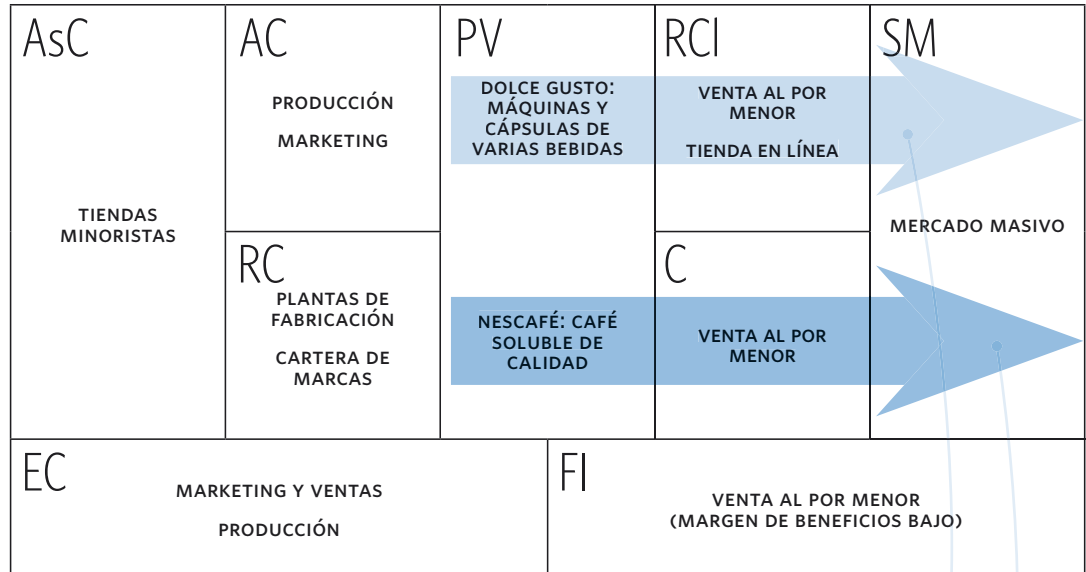 AsC
TIENDAS
MINORISTAS
AC
PRODUCCIÓN
MARKETING
RC
PLANTAS DE
FABRICACIÓN
CARTERA DE
MARCAS
PV
DOLCE GUSTO:
MÁQUINAS Y
CÁPSULAS DE
VARIAS BEBIDAS
NESCAFÉ: CAFÉ
SOLUBLE DE
CALIDAD
RCl
VENTA AL POR
MENOR
TIENDA EN LÍNEA
C
VENTA AL POR
MENOR
SM
MERCADO MASIVO
EC
MARKETING Y VENTAS
PRODUCCIÓN
FI
VENTA AL POR MENOR
(MARGEN DE BENEFICIOS BAJO)